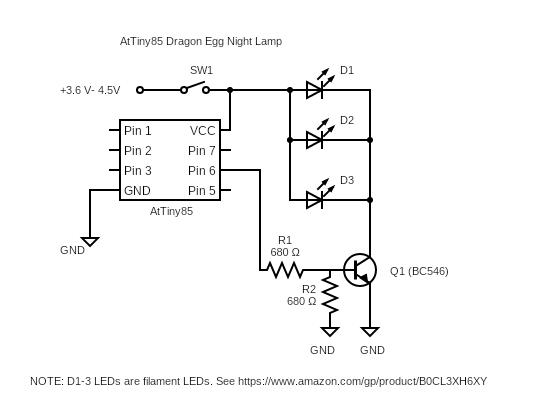 AtTiny85 Dragon Egg Night Lamp
SW1
D1
+3.6 V- 4.5V
D2
Pin 1 VCC
Pin 2 Pin 7
Pin 3 Pin 6
D3
GND Pin 5
AtTiny85
R1
680 Ω
GND
Q1 (BC546)
R2
680 Ω
GND GND
NOTE: D1-3 LEDs are filament LEDs. See https://www.amazon.com/gp/product/B0CL3XH6XY